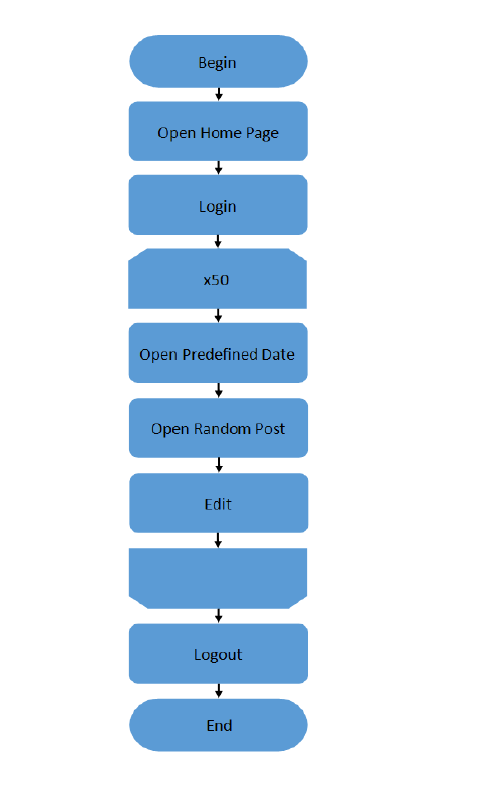 Begin
Open Home Page
Login
x50
Open Predefined Date
Open Random Post
Edit
Logout
End